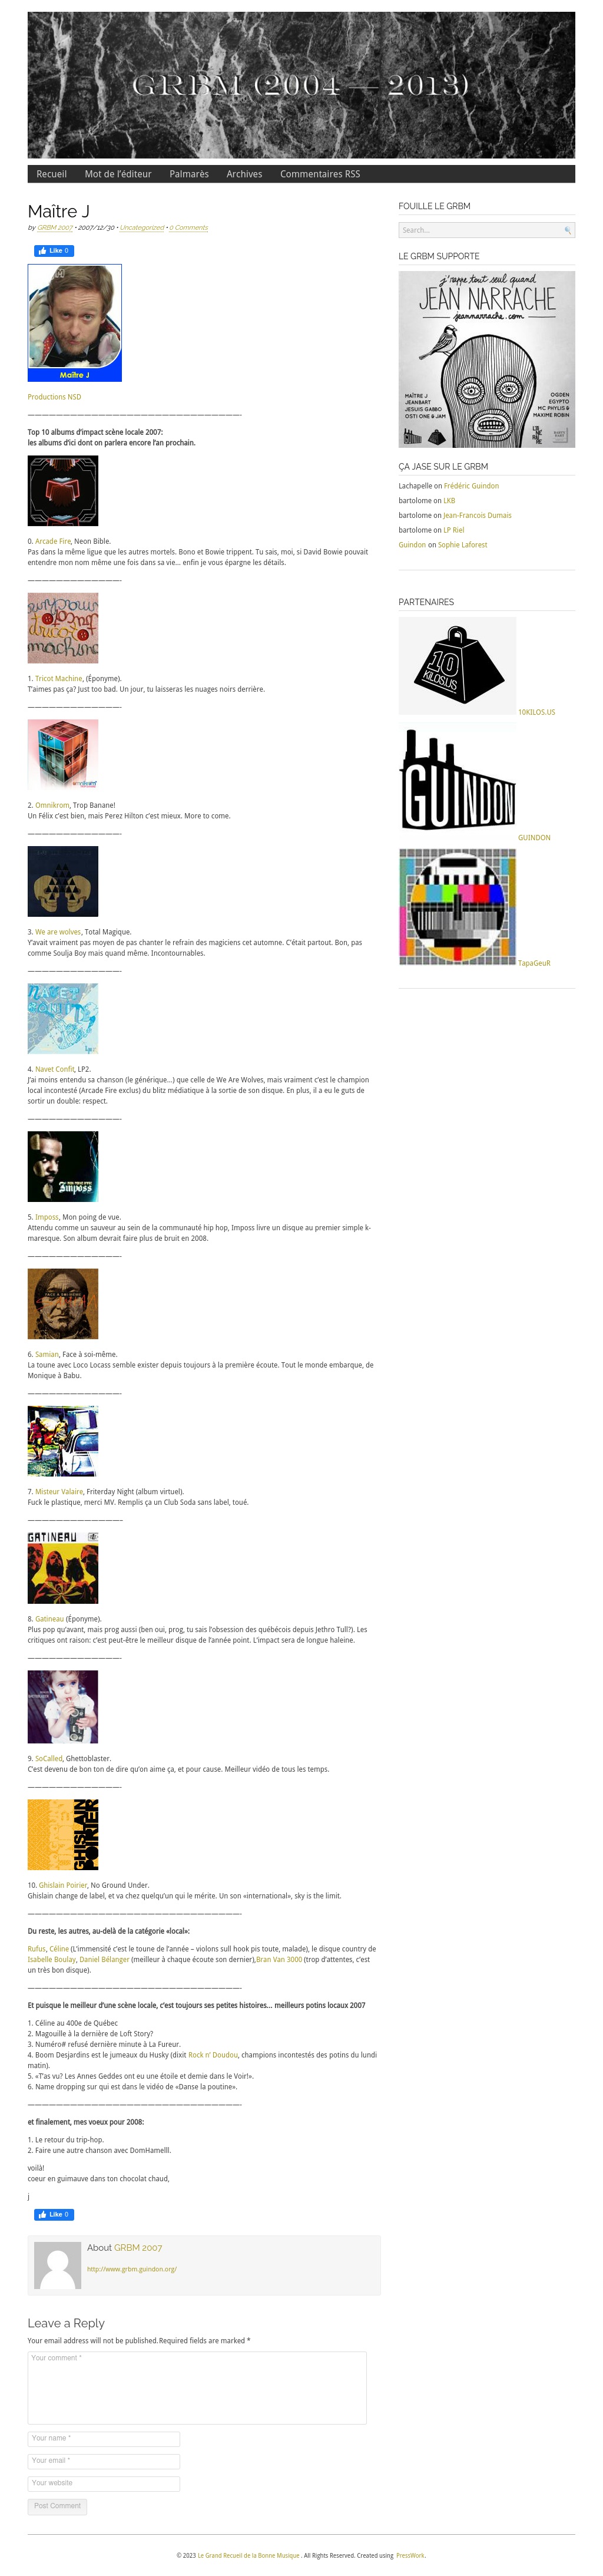 GRBM (2004 — 2013)
Recueil Mot de l'éditeur Palmarès Archives Commentaires RSS
Maître J
by GRBM 2007 • 2007/12/30 • Uncategorized • 0 Comments
Like 0
Maître J
Productions NSD
——————————————————————————————-
Top 10 albums d'impact scène locale 2007:
les albums d'ici dont on parlera encore l'an prochain.
0. Arcade Fire, Neon Bible.
Pas dans la même ligue que les autres mortels. Bono et Bowie trippent. Tu sais, moi, si David Bowie pouvait
entendre mon nom même une fois dans sa vie… enfin je vous épargne les détails.
—————————————-
tricot machine
1. Tricot Machine, (Éponyme).
T'aimes pas ça? Just too bad. Un jour, tu laisseras les nuages noirs derrière.
—————————————-
2. Omnikrom, Trop Banane!
Un Félix c'est bien, mais Perez Hilton c'est mieux. More to come.
—————————————-
3. We are wolves, Total Magique.
Y'avait vraiment pas moyen de pas chanter le refrain des magiciens cet automne. C'était partout. Bon, pas
comme Soulja Boy mais quand même. Incontournables.
—————————————-
NAVET CONFIT
4. Navet Confit, LP2.
J'ai moins entendu sa chanson (le générique…) que celle de We Are Wolves, mais vraiment c'est le champion
local incontesté (Arcade Fire exclus) du blitz médiatique à la sortie de son disque. En plus, il a eu le guts de
sortir un double: respect.
—————————————-
Imposs
5. Imposs, Mon poing de vue.
Attendu comme un sauveur au sein de la communauté hip hop, Imposs livre un disque au premier simple k-
maresque. Son album devrait faire plus de bruit en 2008.
—————————————-
6. Samian, Face à soi-même.
La toune avec Loco Locass semble exister depuis toujours à la première écoute. Tout le monde embarque, de
Monique à Babu.
—————————————-
7. Misteur Valaire, Friterday Night (album virtuel).
Fuck le plastique, merci MV. Remplis ça un Club Soda sans label, toué.
—————————————–
GATINEAU
8. Gatineau (Éponyme).
Plus pop qu'avant, mais prog aussi (ben oui, prog, tu sais l'obsession des québécois depuis Jethro Tull?). Les
critiques ont raison: c'est peut-être le meilleur disque de l'année point. L'impact sera de longue haleine.
—————————————-
9. SoCalled, Ghettoblaster.
C'est devenu de bon ton de dire qu'on aime ça, et pour cause. Meilleur vidéo de tous les temps.
—————————————-
GHISLAIN POIRIER
10. Ghislain Poirier, No Ground Under.
Ghislain change de label, et va chez quelqu'un qui le mérite. Un son «international», sky is the limit.
——————————————————————————————-
Du reste, les autres, au-delà de la catégorie «local»:
Rufus, Céline (L'immensité c'est le toune de l'année – violons sull hook pis toute, malade), le disque country de
Isabelle Boulay, Daniel Bélanger (meilleur à chaque écoute son dernier),Bran Van 3000 (trop d'attentes, c'est
un très bon disque).
——————————————————————————————-
Et puisque le meilleur d'une scène locale, c'est toujours ses petites histoires… meilleurs potins locaux 2007
1. Céline au 400e de Québec
2. Magouille à la dernière de Loft Story?
3. Numéro# refusé dernière minute à La Fureur.
4. Boom Desjardins est le jumeaux du Husky (dixit Rock n' Doudou, champions incontestés des potins du lundi
matin).
5. «T'as vu? Les Annes Geddes ont eu une étoile et demie dans le Voir!».
6. Name dropping sur qui est dans le vidéo de «Danse la poutine».
——————————————————————————————-
et finalement, mes voeux pour 2008:
1. Le retour du trip-hop.
2. Faire une autre chanson avec DomHamelll.
voilà!
coeur en guimauve dans ton chocolat chaud,
j
Like 0
About GRBM 2007
http://www.grbm.guindon.org/
Leave a Reply
Your email address will not be published.Required fields are marked *
Your comment *
Your name *
Your email *
Your website
Post Comment
FOUILLE LE GRBM
Search...
LE GRBM SUPPORTE
j'rappe tout seul quand
JEAN NARRACHE
jeannarrache.com
MAÎTRE J
JEANBART
JESUIS GABBO
OSTI ONE & JAM
OGDEN
EGYPTO
MC PHYLIS &
MAXIME ROBIN
ÇA JASE SUR LE GRBM
Lachapelle on Frédéric Guindon
bartolome on LKB
bartolome on Jean-Francois Dumais
bartolome on LP Riel
Guindon on Sophie Laforest
PARTENAIRES
10 KILOS.US
10KILOS.US
GUINDON
GUINDON
TapaGeuR
© 2023 Le Grand Recueil de la Bonne Musique . All Rights Reserved. Created using PressWork.